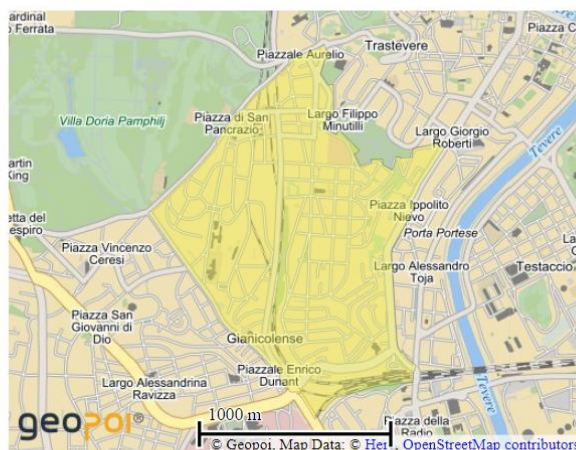 ardinal
o Ferrata
Piazzale Aurelio
Trastevere
Piazza C
Villa Doria Pamphilj
Piazza di San
Pancrazio
Largo Filippo
Minutilli
Largo Giorgio
Roberti
Tevere
artin
King
etta del
espiro
Piazza Vincenzo
Ceresi
Piazza Ippolito
Nievo
Porta Portese
La
Testaccio
Largo Alessandro
Toja
Piazza San
Giovanni di
Dio
Gianicolense
Piazzale Enrico
Dunant
Largo Alessandrina
Ravizza
Tevere
1000 m
geopoi
Piazza della
Radio
© Geopoi, Map Data: © Her , OpenStreetMap contributors